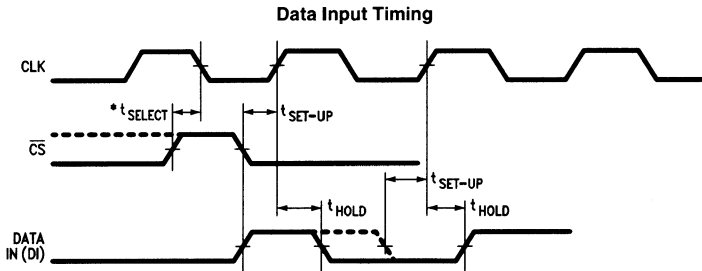 Data Input Timing
CLK
* tSELECT
tSET-UP
CS
tSET-UP
tHOLD
tHOLD
DATA
IN (DI)